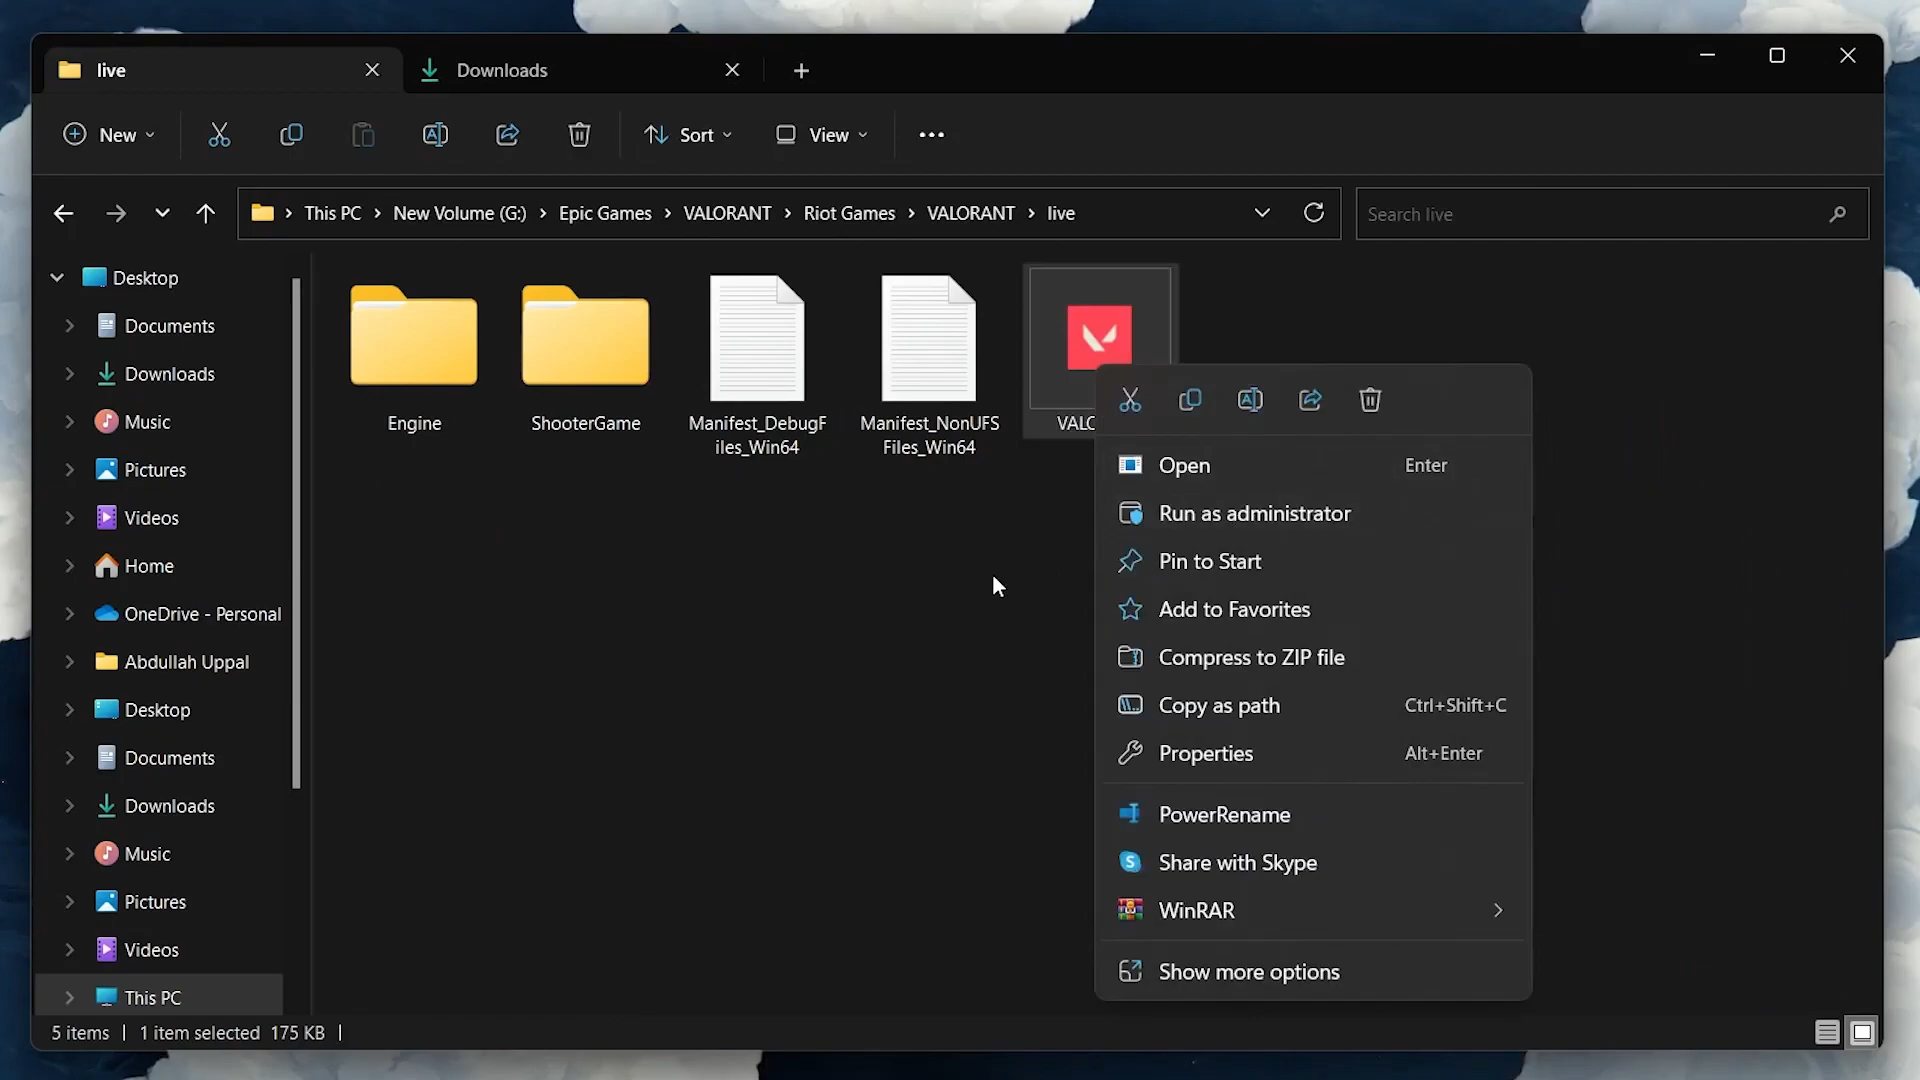 live
Downloads
New
Sort
View
This PC > New Volume (G:) > Epic Games > VALORANT > Riot Games > VALORANT > live
Search live
Desktop
Documents
Downloads
Music
Pictures
Videos
Home
OneDrive - Personal
Abdullah Uppal
Desktop
Documents
Downloads
Music
Pictures
Videos
This PC
Engine
ShooterGame
Manifest_DebugF
iles_Win64
Manifest_NonUFS
Files_Win64
VALO
Open Enter
Run as administrator
Pin to Start
Add to Favorites
Compress to ZIP file
Copy as path Ctrl+Shift+C
Properties Alt+Enter
PowerRename
Share with Skype
WinRAR
Show more options
5 items | 1 item selected 175 KB |